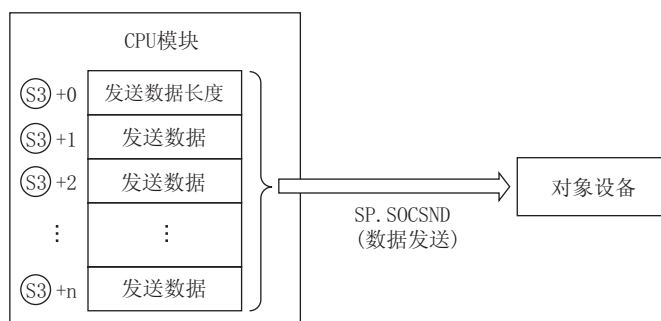 CPU模块
S3 +0 发送数据长度
S3 +1 发送数据
S3 +2 发送数据
⋮ ⋮
S3 +n 发送数据
SP.SOCSND
(数据发送)
对象设备